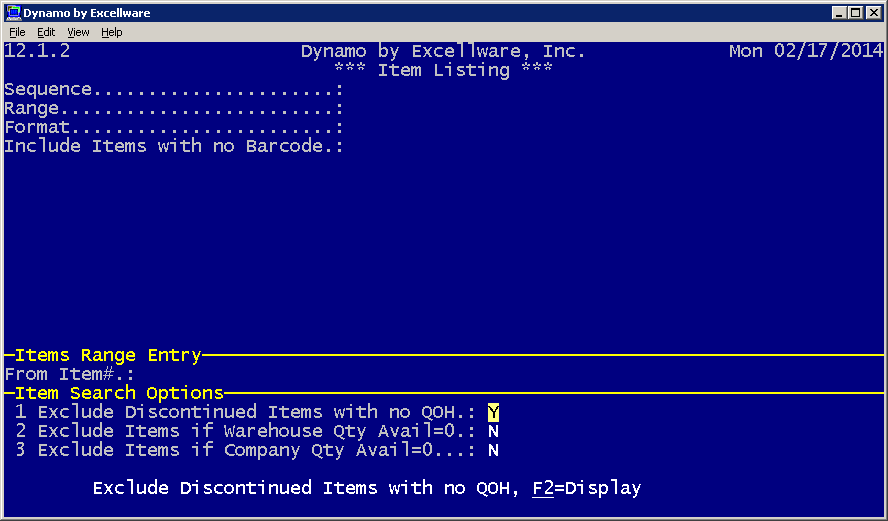 Dynamo by Excellware
File Edit View Help
12.1.2 Dynamo by Excellware, Inc. Mon 02/17/2014
*** Item Listing ***
Sequence......................:
Range.........................:
Format........................:
Include Items with no Barcode.:
Items Range Entry
From Item#.:
Item Search Options
1 Exclude Discontinued Items with no QOH.: Y
2 Exclude Items if Warehouse Qty Avail=0.: N
3 Exclude Items if Company Qty Avail=0...: N
Exclude Discontinued Items with no QOH, F2=Display